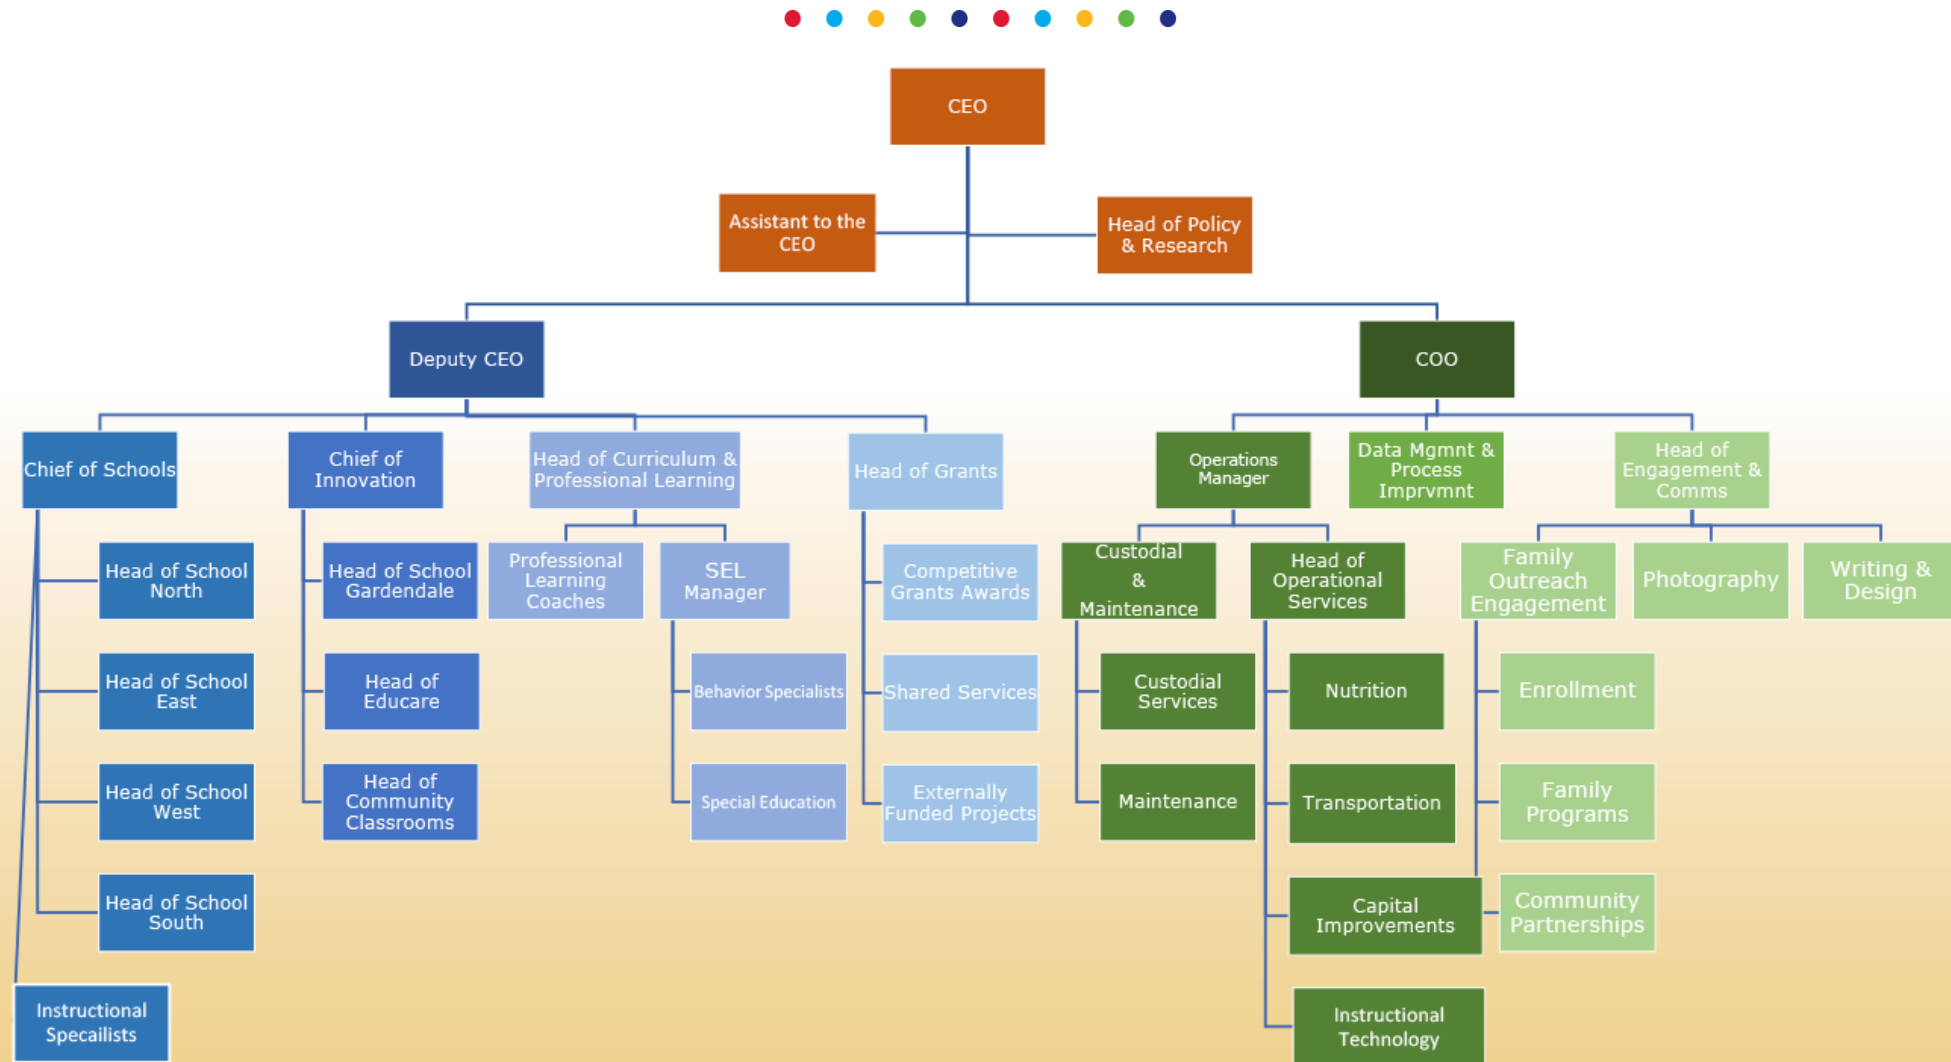 CEO
Assistant to the
CEO
Head of Policy
& Research
Deputy CEO
COO
Chief of Schools
Chief of
Innovation
Head of Curriculum &
Professional Learning
Head of Grants
Operations
Manager
Data Mgmnt &
Process
Imprvmnt
Head of
Engagement &
Comms
Head of School
North
Head of School
Gardendale
Professional
Learning
Coaches
SEL
Manager
Competitive
Grants Awards
Custodial
&
Maintenance
Head of
Operational
Services
Family
Outreach
Engagement
Photography
Writing &
Design
Head of School
East
Head of
Educare
Behavior Specialists
Shared Services
Custodial
Services
Nutrition
Enrollment
Head of School
West
Head of
Community
Classrooms
Special Education
Externally
Funded Projects
Maintenance
Transportation
Family
Programs
Head of School
South
Capital
Improvements
Community
Partnerships
Instructional
Specailists
Instructional
Technology